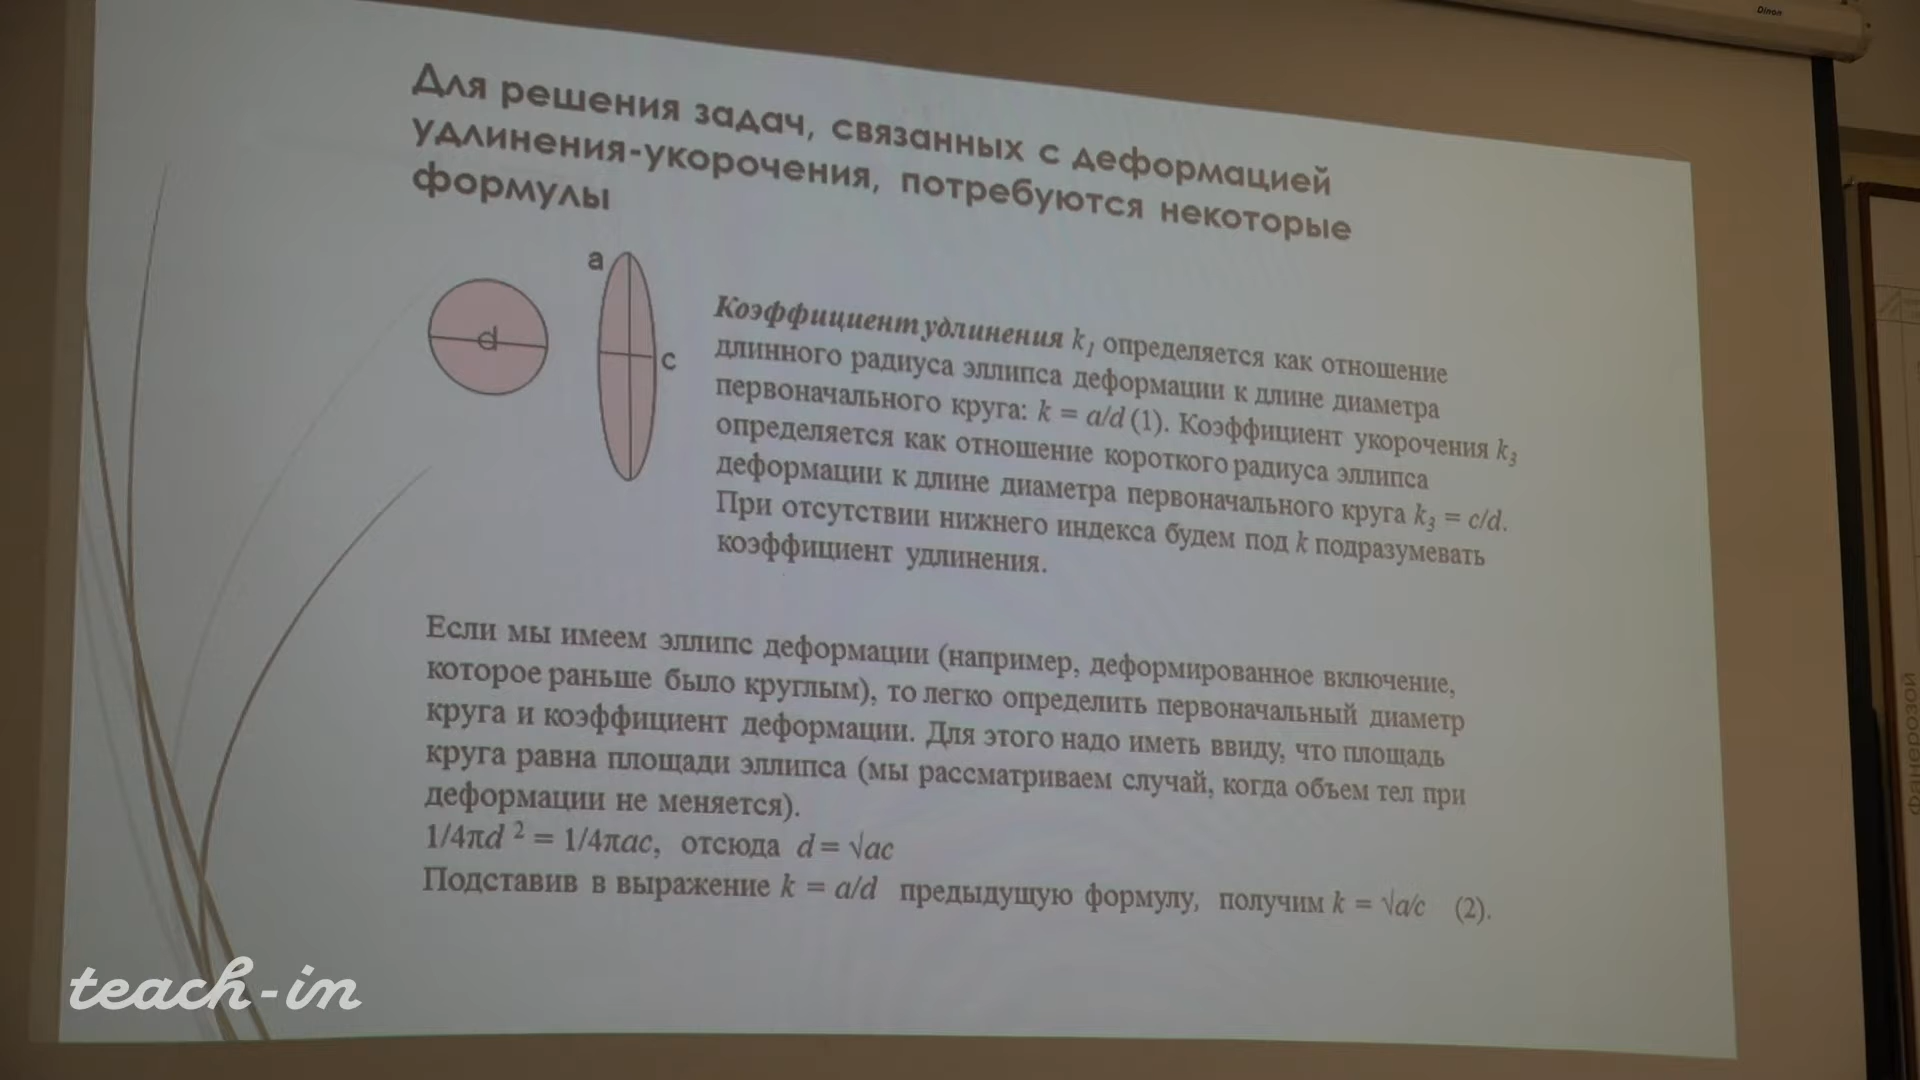 Dinon
Для решения задач, связанных с деформацией
удлинения-укорочения, потребуются некоторые
формулы
a
d
c
Коэффициент удлинения k₁ определяется как отношение
длинного радиуса эллипса деформации к длине диаметра
первоначального круга: k = a/d (1). Коэффициент укорочения k₃
определяется как отношение короткого радиуса эллипса
деформации к длине диаметра первоначального круга k₃ = c/d.
При отсутствии нижнего индекса будем под k подразумевать
коэффициент удлинения.
Если мы имеем эллипс деформации (например, деформированное включение,
которое раньше было круглым), то легко определить первоначальный диаметр
круга и коэффициент деформации. Для этого надо иметь ввиду, что площадь
круга равна площади эллипса (мы рассматриваем случай, когда объем тел при
деформации не меняется).
1/4πd ² = 1/4πac, отсюда d = √ac
Подставив в выражение k = a/d предыдущую формулу, получим k = √a/c (2).
Фанерозой
teach-in